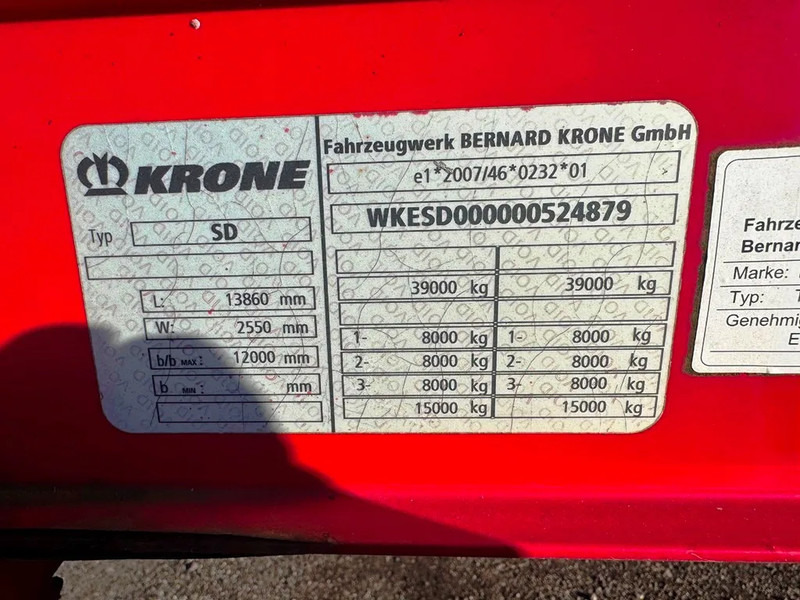 KRONE
Typ SD
L: 13860 mm
W: 2550 mm
b/b MAX: 12000 mm
b MIN: mm
Fahrzeugwerk BERNARD KRONE GmbH
e1*2007/46*0232*01
WKESD000000524879
39000 kg 39000 kg
1- 8000 kg 1- 8000 kg
2- 8000 kg 2- 8000 kg
3- 8000 kg 3- 8000 kg
15000 kg 15000 kg
Fahrze
Bernar
Marke:
Typ: T
Genehmi
E